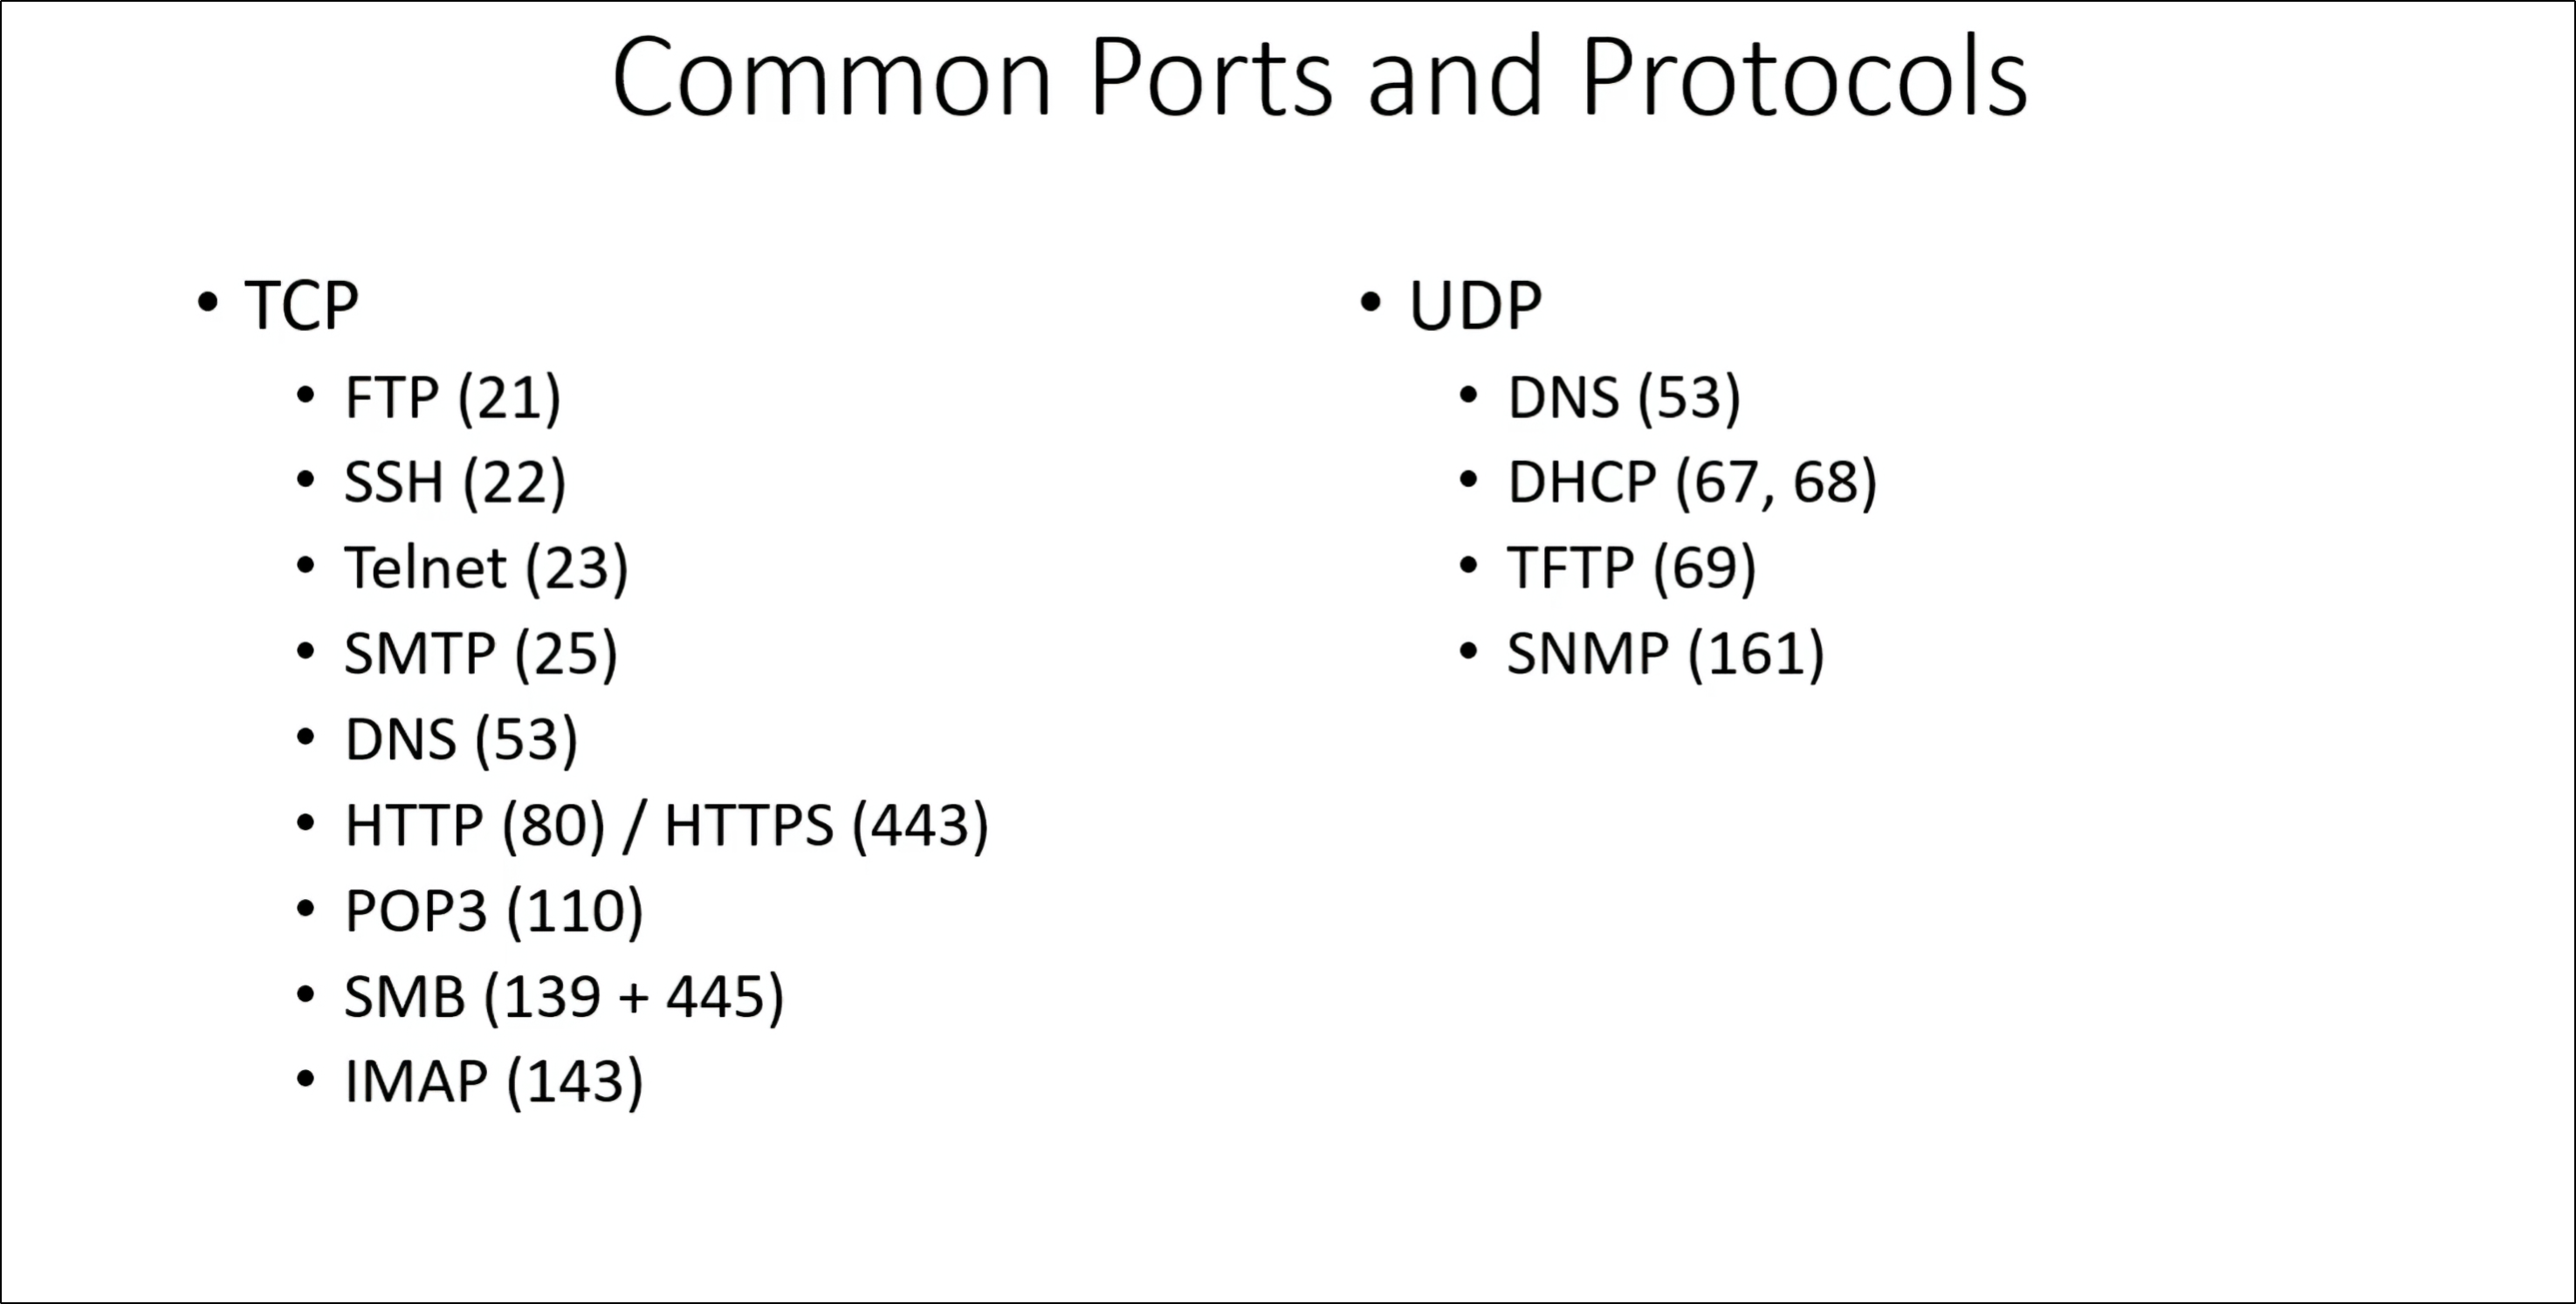 Common Ports and Protocols
• TCP
• FTP (21)
• SSH (22)
• Telnet (23)
• SMTP (25)
• DNS (53)
• HTTP (80) / HTTPS (443)
• POP3 (110)
• SMB (139 + 445)
• IMAP (143)
• UDP
• DNS (53)
• DHCP (67, 68)
• TFTP (69)
• SNMP (161)